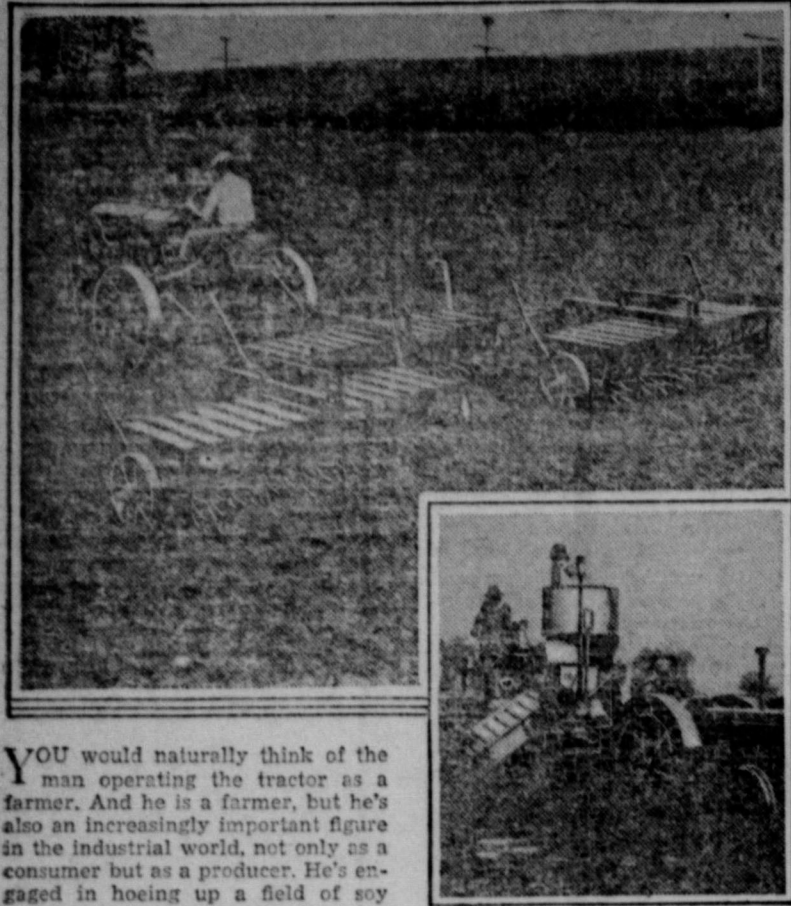 YOU would naturally think of the
man operating the tractor as a
farmer. And he is a farmer, but he's
also an increasingly important figure
in the industrial world, not only as a
consumer but as a producer. He's en-
gaged in hoeing up a field of soy